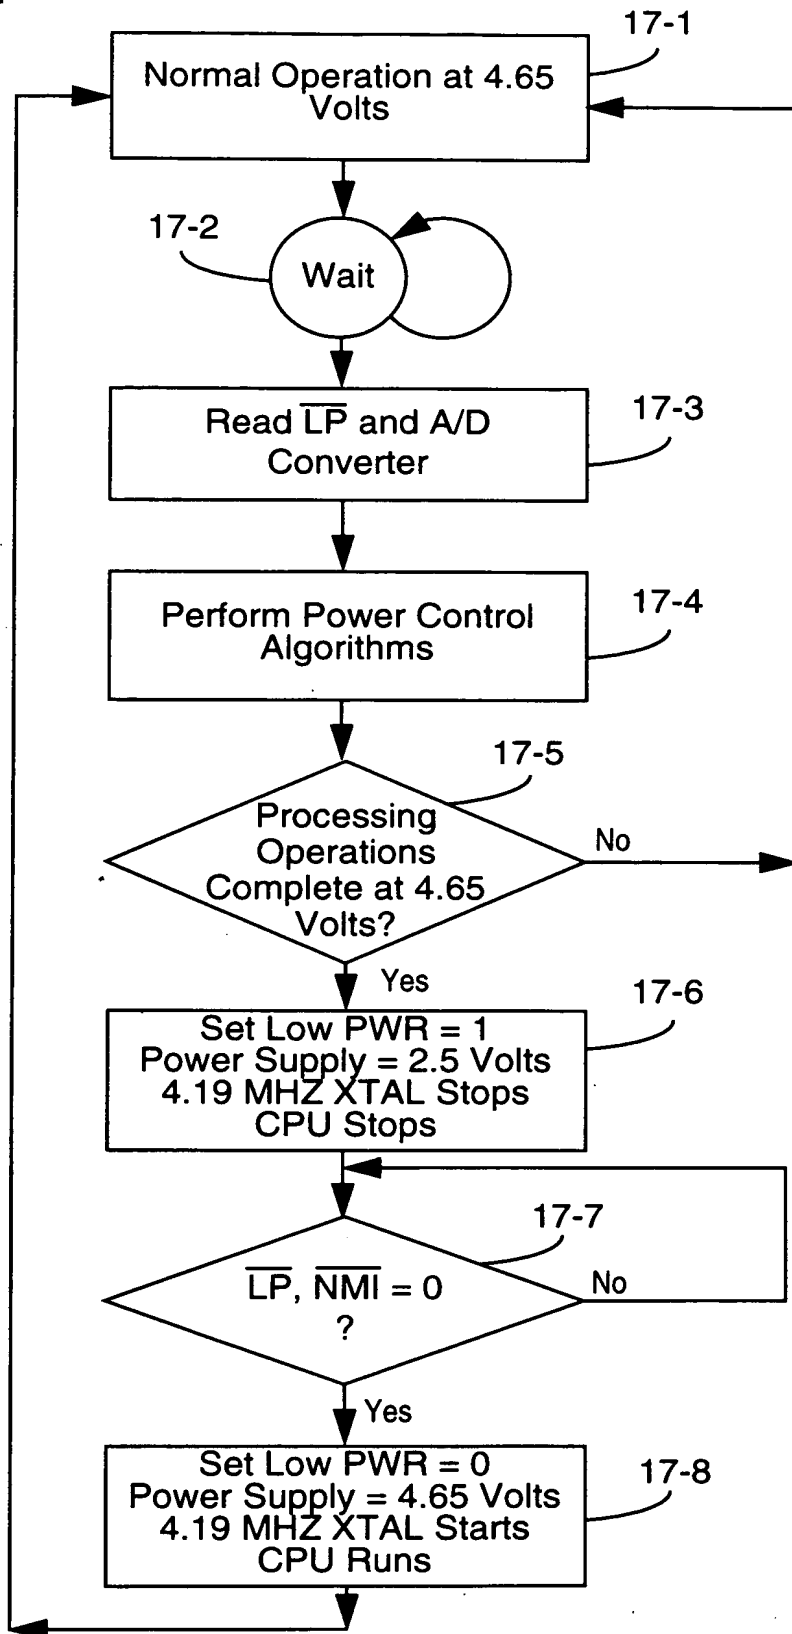 17-1
Normal Operation at 4.65
Volts
17-2
Wait
17-3
Read L̅P̅ and A/D
Converter
17-4
Perform Power Control
Algorithms
17-5
Processing
Operations
Complete at 4.65
Volts?
No
Yes
17-6
Set Low PWR = 1
Power Supply = 2.5 Volts
4.19 MHZ XTAL Stops
CPU Stops
17-7
L̅P̅, N̅M̅I̅ = 0
?
No
Yes
17-8
Set Low PWR = 0
Power Supply = 4.65 Volts
4.19 MHZ XTAL Starts
CPU Runs